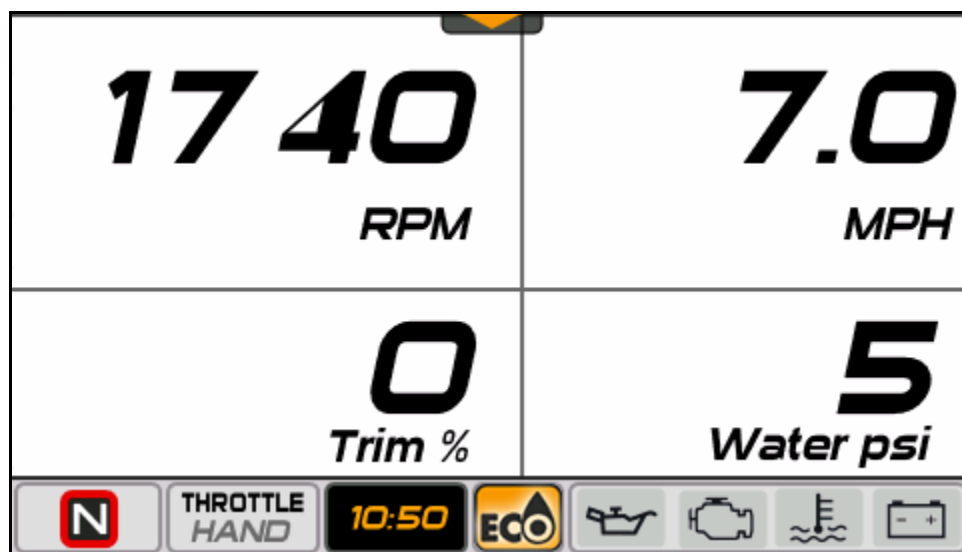 1740
RPM
7.0
MPH
0
Trim %
5
Water psi
N
THROTTLE
HAND
10:50
ECO
- +